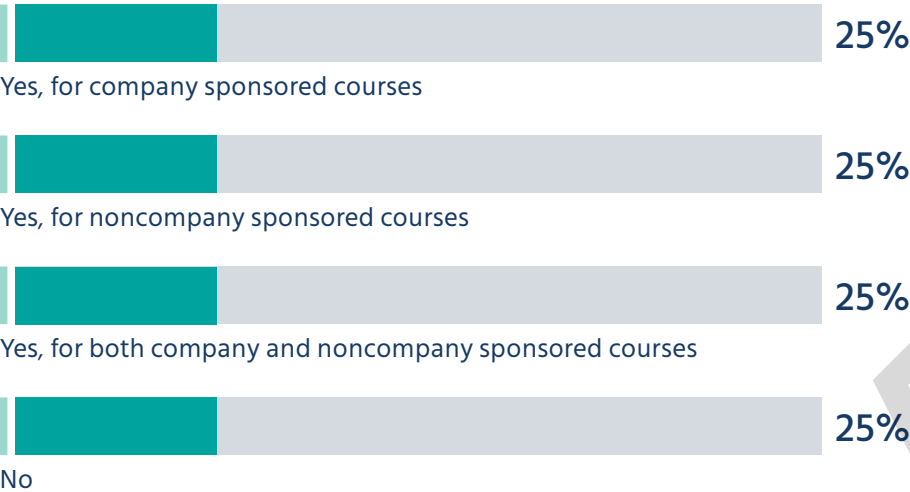 25%
Yes, for company sponsored courses
25%
Yes, for noncompany sponsored courses
25%
Yes, for both company and noncompany sponsored courses
25%
No